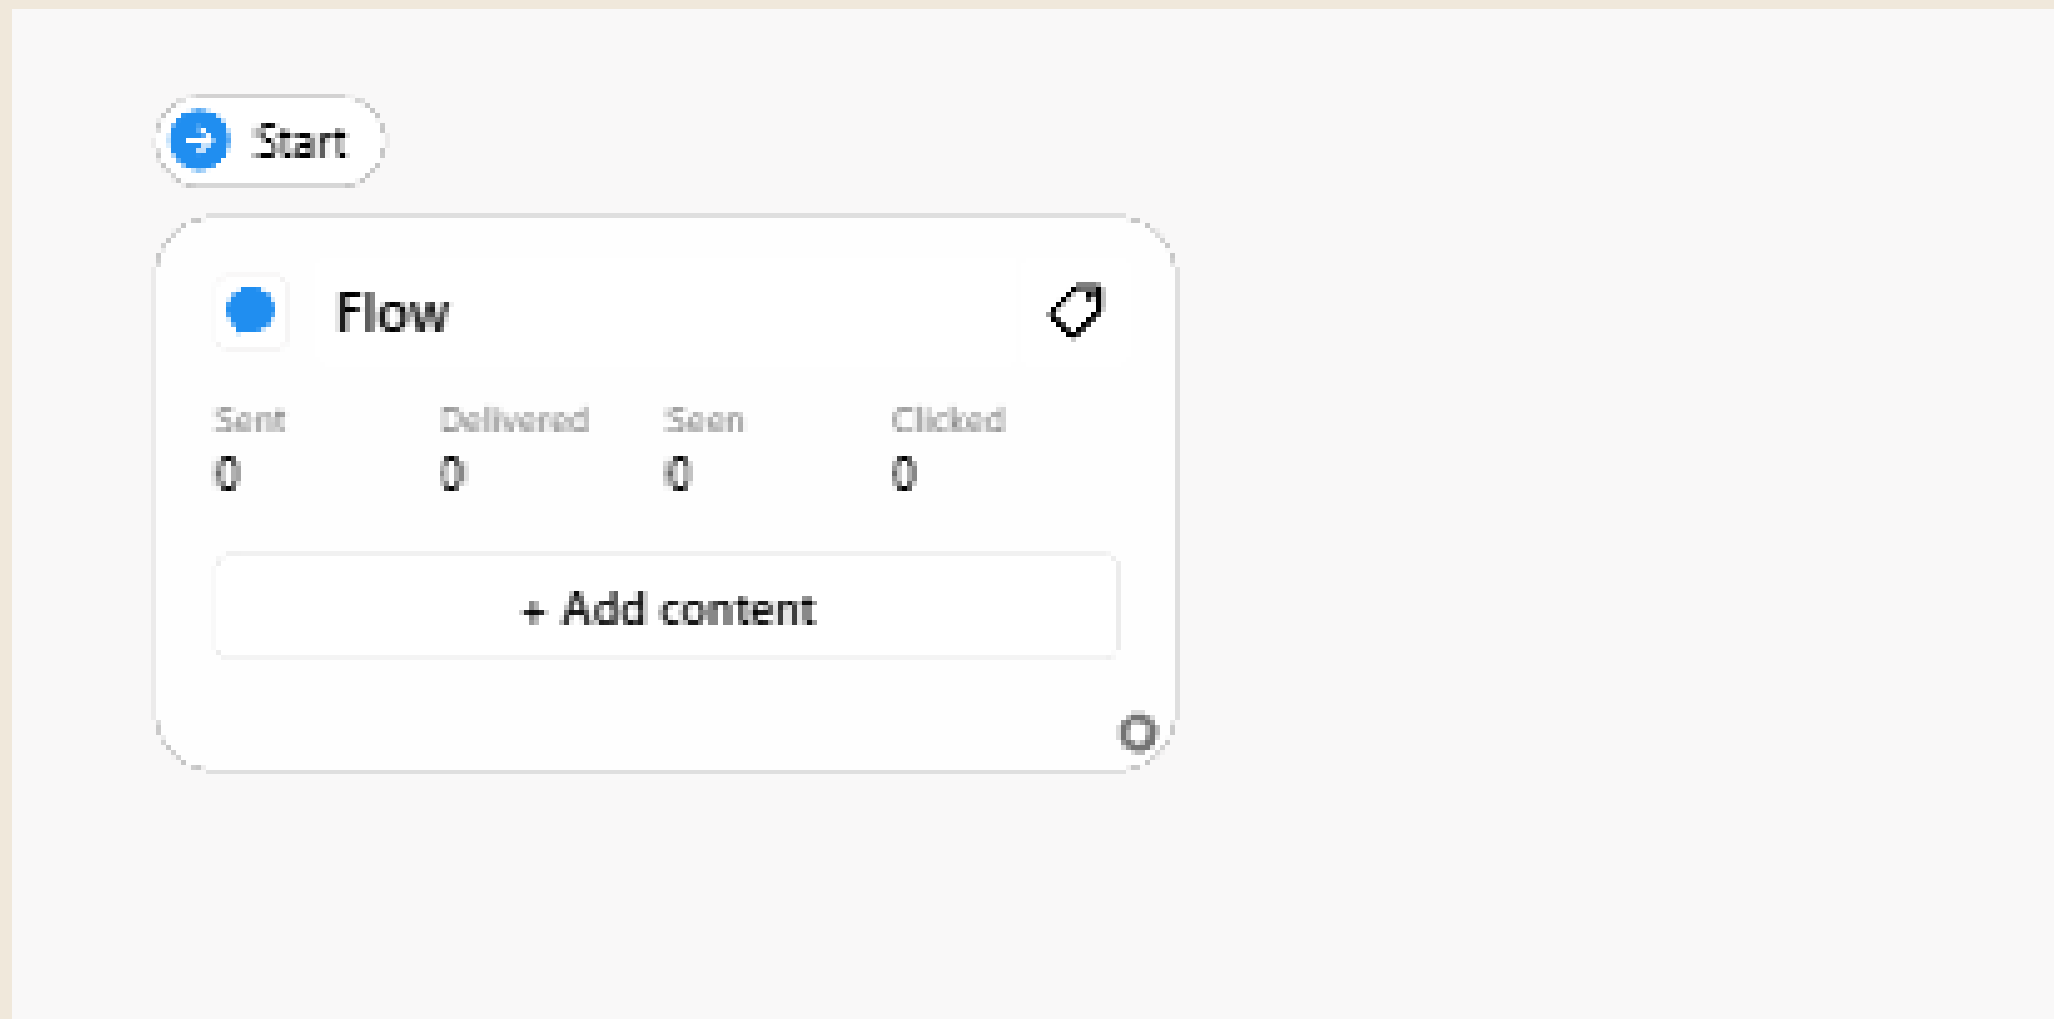 Start
Flow
Sent Delivered Seen Clicked
0 0 0 0
+ Add content